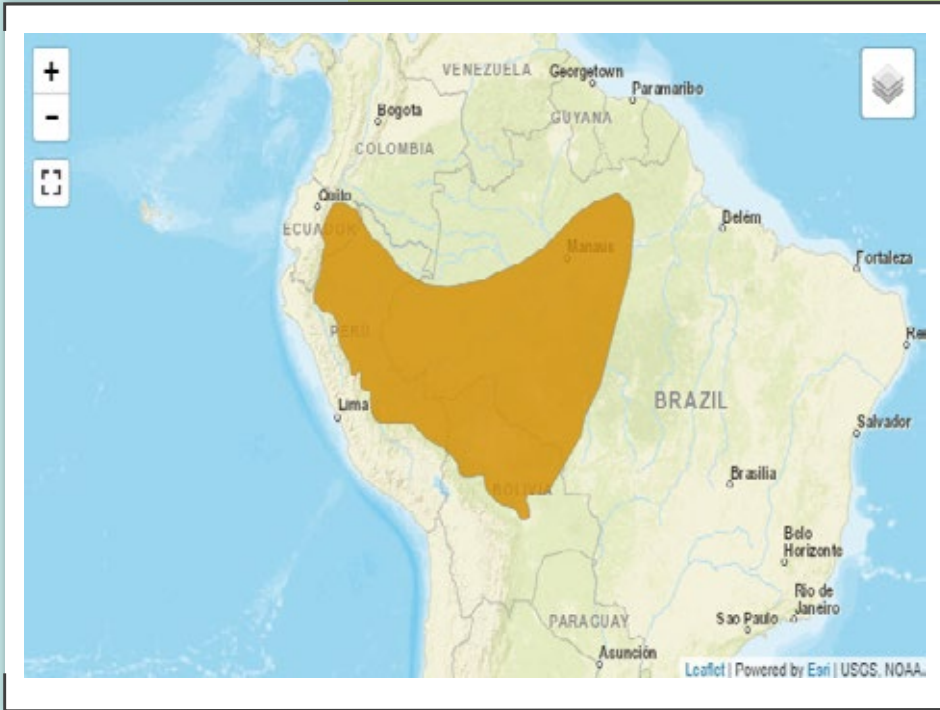 +
VENEZUELA
Georgetown
Paramaribo
-
Bogota
GUYANA
COLOMBIA
Quito
ECUADOR
Belém
Manaus
Fortaleza
PERU
BRAZIL
Lima
Salvador
BOLIVIA
Brasilia
Belo
Horizonte
Rio de
Janeiro
PARAGUAY
Sao Paulo
Asunción
Leaflet | Powered by Esri | USGS, NOAA